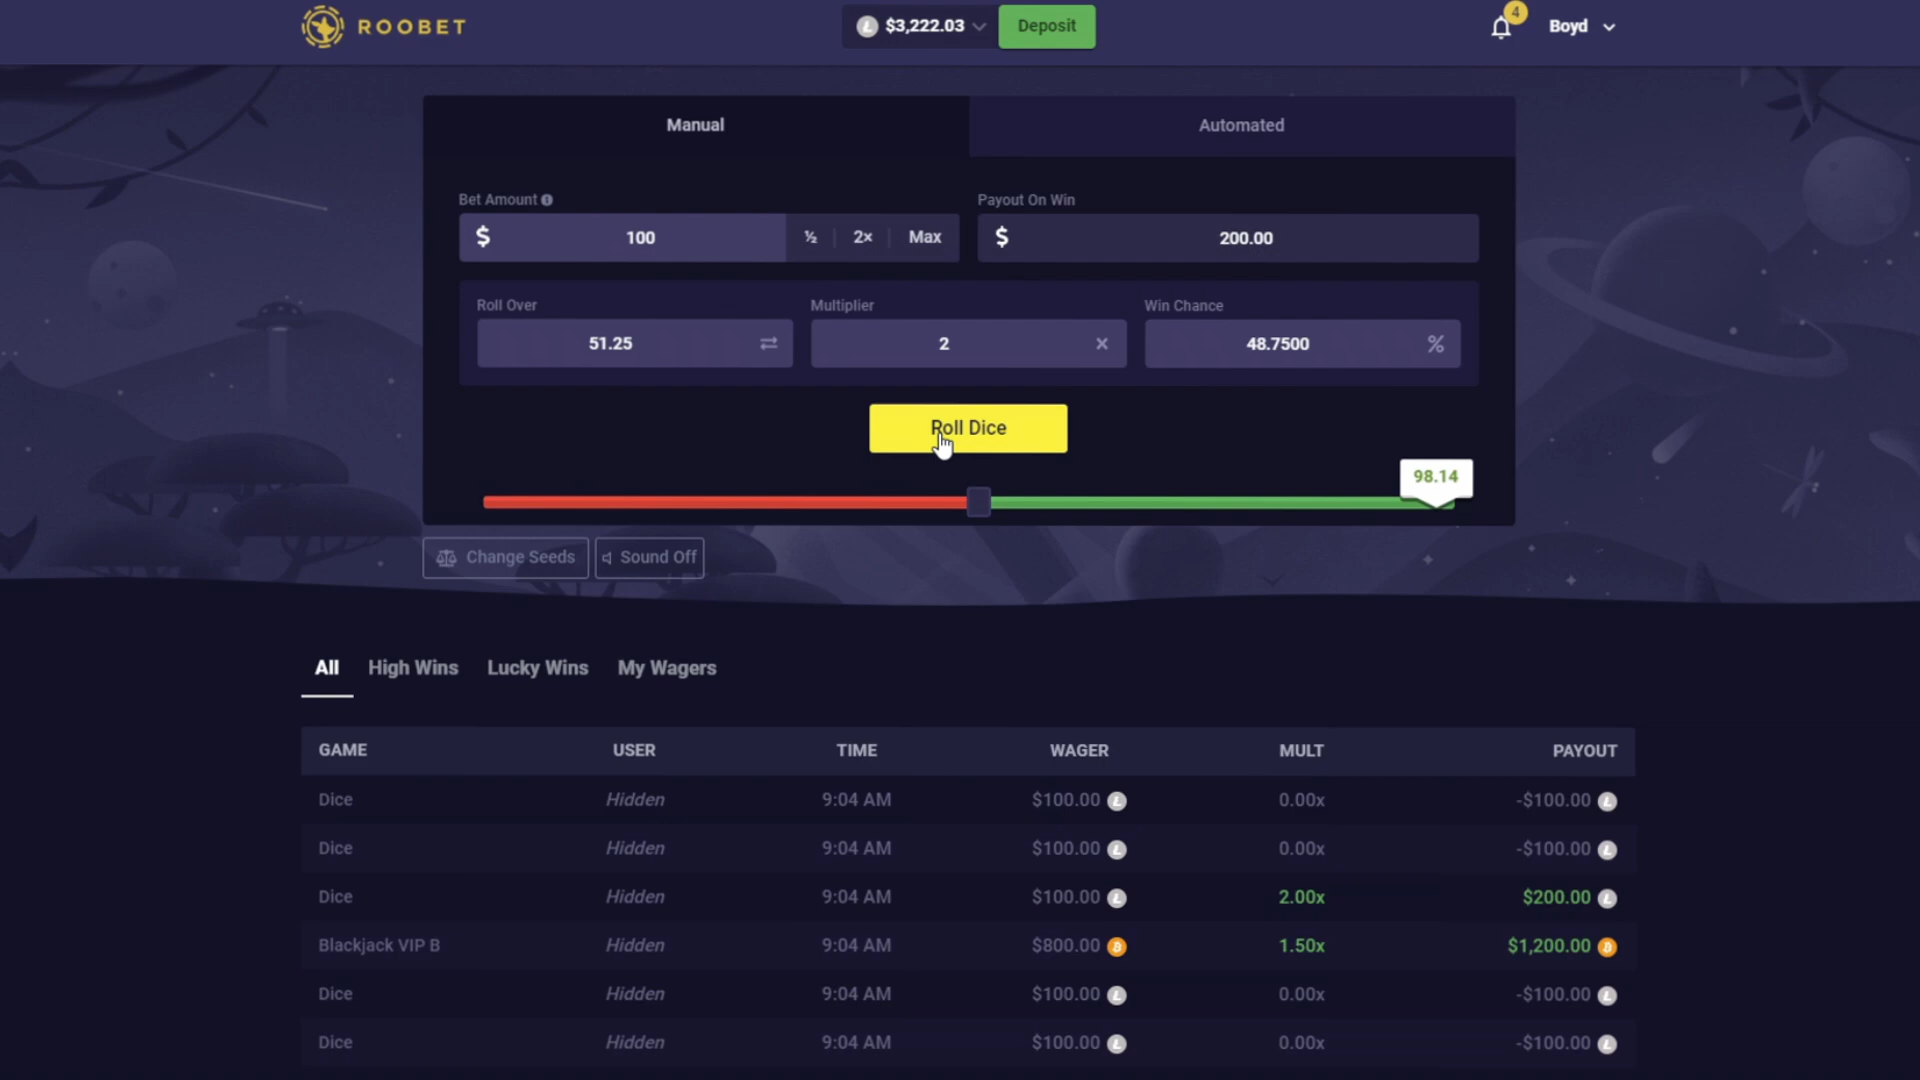 ROOBET
$3,222.03
Deposit
4
Boyd
Manual
Automated
Bet Amount
Payout On Win
$ 100 ½ 2× Max
$ 200.00
Roll Over
Multiplier
Win Chance
51.25
2 ×
48.7500 %
Roll Dice
98.14
Change Seeds
Sound Off
All High Wins Lucky Wins My Wagers
GAME USER TIME WAGER MULT PAYOUT
Dice Hidden 9:04 AM $100.00 0.00x -$100.00
Dice Hidden 9:04 AM $100.00 0.00x -$100.00
Dice Hidden 9:04 AM $100.00 2.00x $200.00
Blackjack VIP B Hidden 9:04 AM $800.00 1.50x $1,200.00
Dice Hidden 9:04 AM $100.00 0.00x -$100.00
Dice Hidden 9:04 AM $100.00 0.00x -$100.00